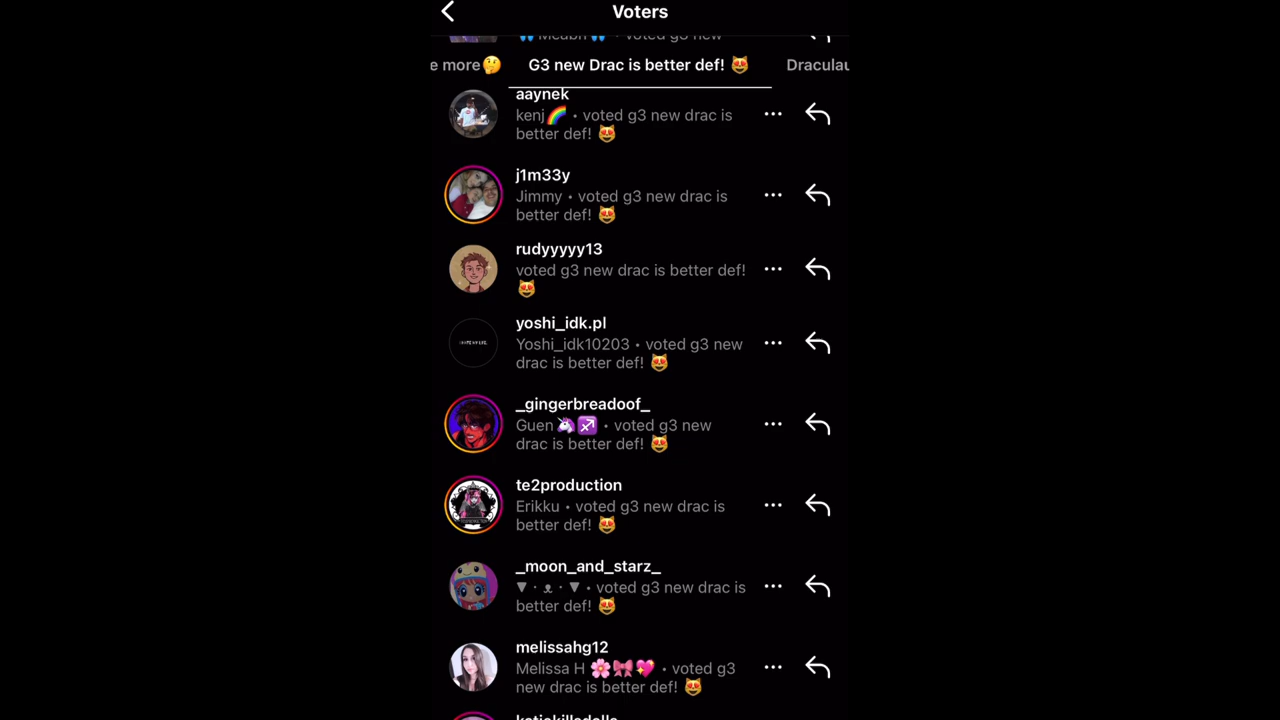 Voters
Meabh • voted g3 new
e more🤔 G3 new Drac is better def! 😻 Draculau
aaynek
kenj🌈 • voted g3 new drac is
better def! 😻
j1m33y
Jimmy • voted g3 new drac is
better def! 😻
rudyyyyy13
voted g3 new drac is better def!
😻
yoshi_idk.pl
Yoshi_idk10203 • voted g3 new
drac is better def! 😻
_gingerbreadoof_
Guen🦄♐ • voted g3 new
drac is better def! 😻
te2production
Erikku • voted g3 new drac is
better def! 😻
_moon_and_starz_
▼・ᴥ・▼ • voted g3 new drac is
better def! 😻
melissahg12
Melissa H 🌸🎀💖 • voted g3
new drac is better def! 😻